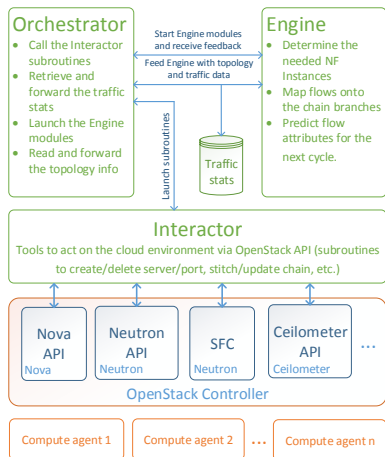 Orchestrator
• Call the Interactor
subroutines
• Retrieve and
forward the traffic
stats
• Launch the Engine
modules
• Read and forward
the topology info
Start Engine modules
and receive feedback
Feed Engine with topology
and traffic data
Launch subroutines
Traffic
stats
Engine
• Determine the
needed NF
Instances
• Map flows onto
the chain branches
• Predict flow
attributes for the
next cycle.
Interactor
Tools to act on the cloud environment via OpenStack API (subroutines
to create/delete server/port, stitch/update chain, etc.)
Nova
API
Nova
Neutron
API
Neutron
SFC
Neutron
Ceilometer
API
Ceilometer
...
OpenStack Controller
Compute agent 1
Compute agent 2
...
Compute agent n